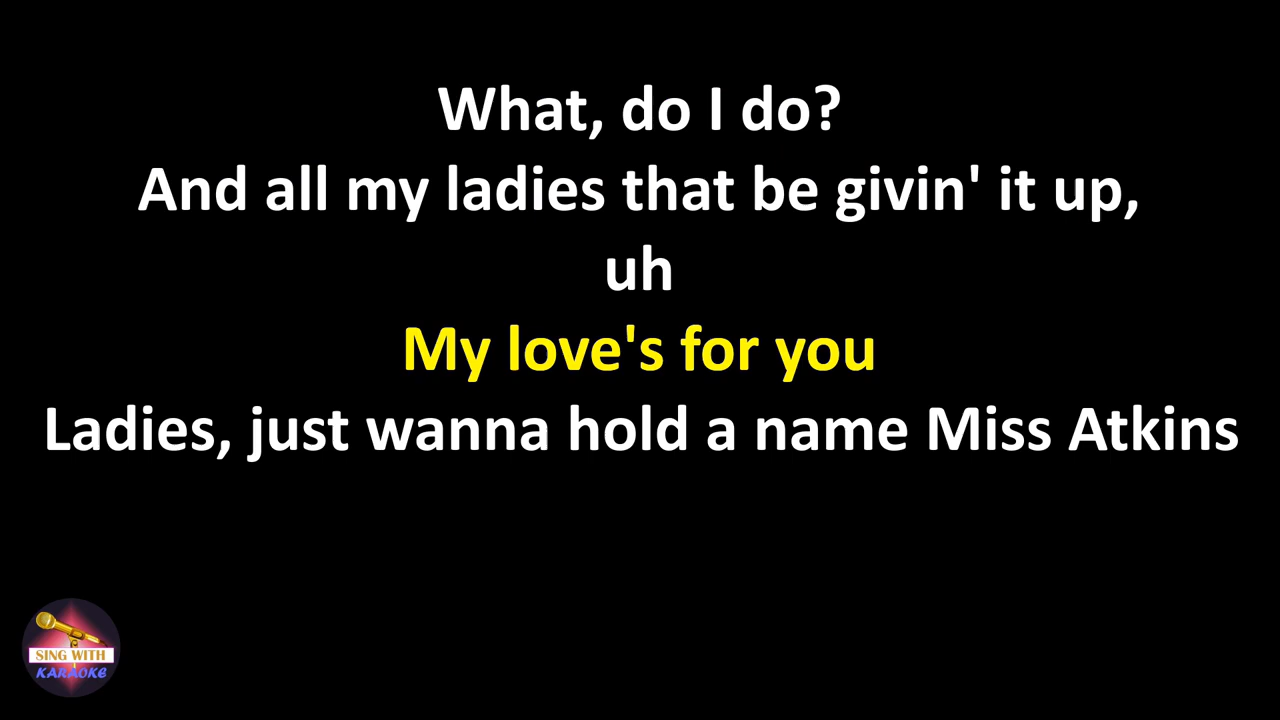 What, do I do?
And all my ladies that be givin' it up,
uh
My love's for you
Ladies, just wanna hold a name Miss Atkins
SING WITH
KARAOKE